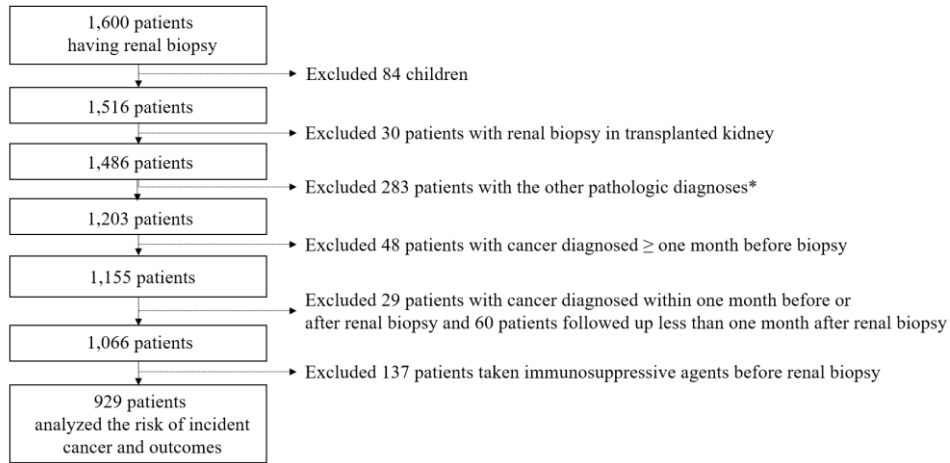 1,600 patients
having renal biopsy
Excluded 84 children
1,516 patients
Excluded 30 patients with renal biopsy in transplanted kidney
1,486 patients
Excluded 283 patients with the other pathologic diagnoses*
1,203 patients
Excluded 48 patients with cancer diagnosed ≥ one month before biopsy
1,155 patients
Excluded 29 patients with cancer diagnosed within one month before or
after renal biopsy and 60 patients followed up less than one month after renal biopsy
1,066 patients
Excluded 137 patients taken immunosuppressive agents before renal biopsy
929 patients
analyzed the risk of incident
cancer and outcomes